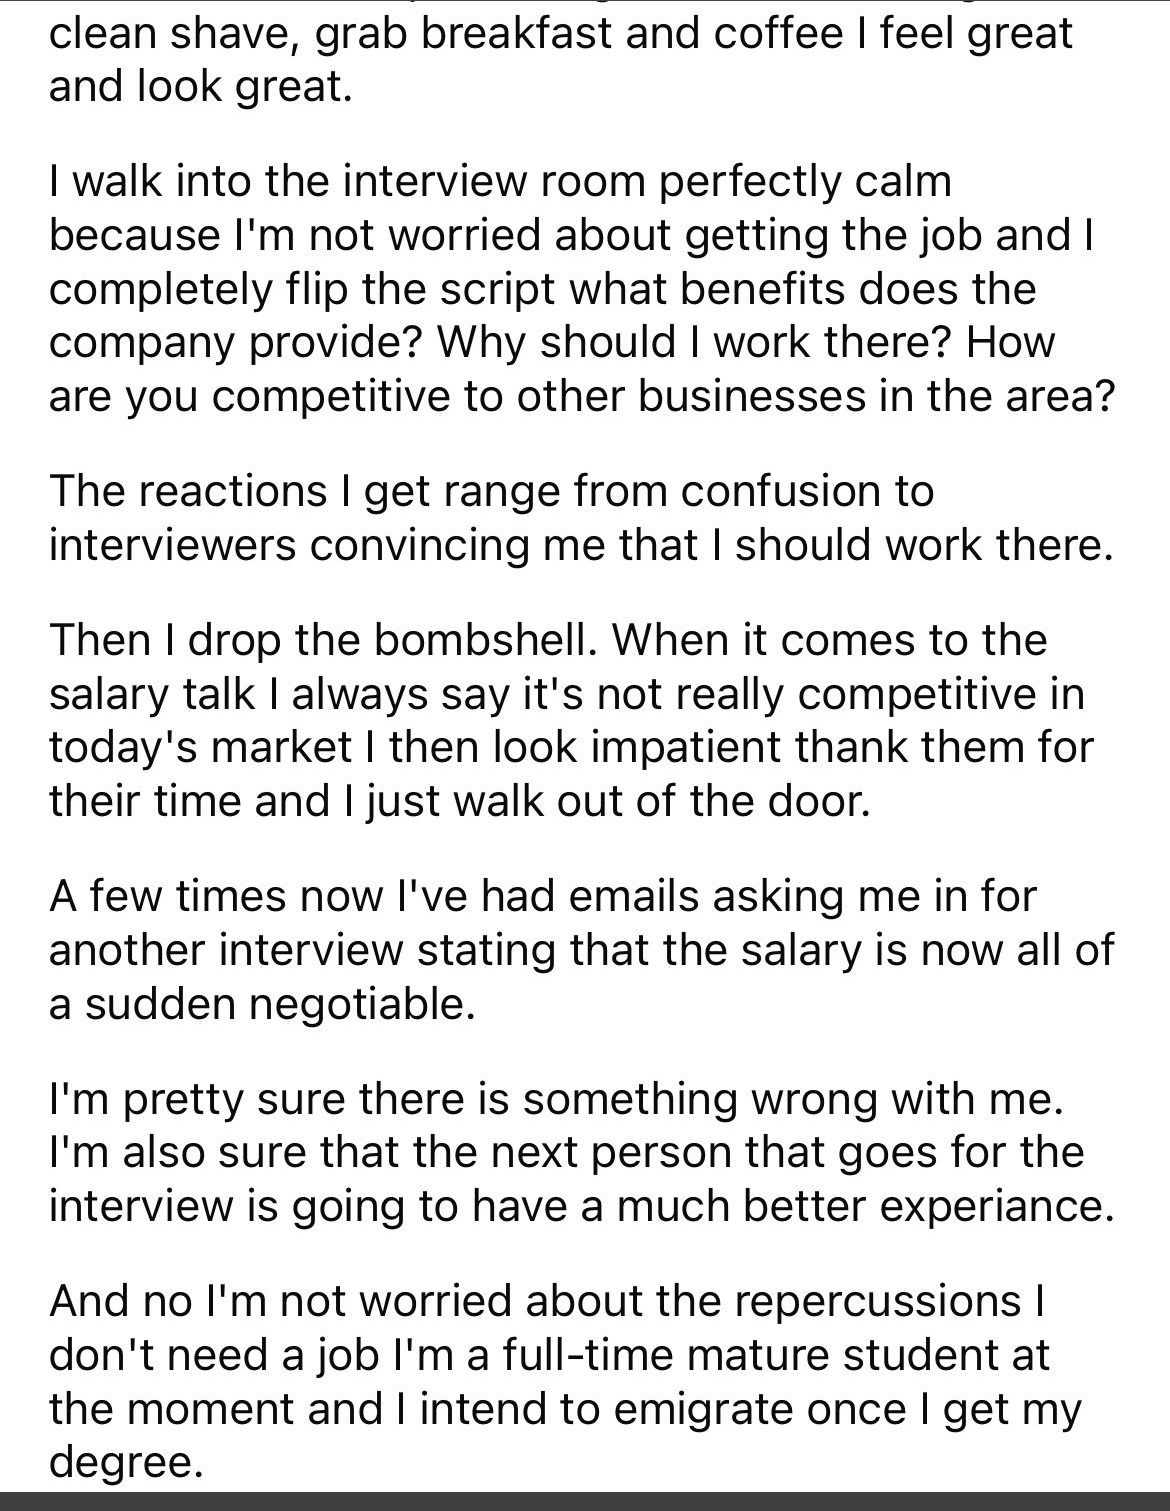 clean shave, grab breakfast and coffee I feel great
and look great.
I walk into the interview room perfectly calm
because I'm not worried about getting the job and I
completely flip the script what benefits does the
company provide? Why should I work there? How
are you competitive to other businesses in the area?
The reactions I get range from confusion to
interviewers convincing me that I should work there.
Then I drop the bombshell. When it comes to the
salary talk I always say it's not really competitive in
today's market I then look impatient thank them for
their time and I just walk out of the door.
A few times now I've had emails asking me in for
another interview stating that the salary is now all of
a sudden negotiable.
I'm pretty sure there is something wrong with me.
I'm also sure that the next person that goes for the
interview is going to have a much better experiance.
And no I'm not worried about the repercussions I
don't need a job I'm a full-time mature student at
the moment and I intend to emigrate once I get my
degree.